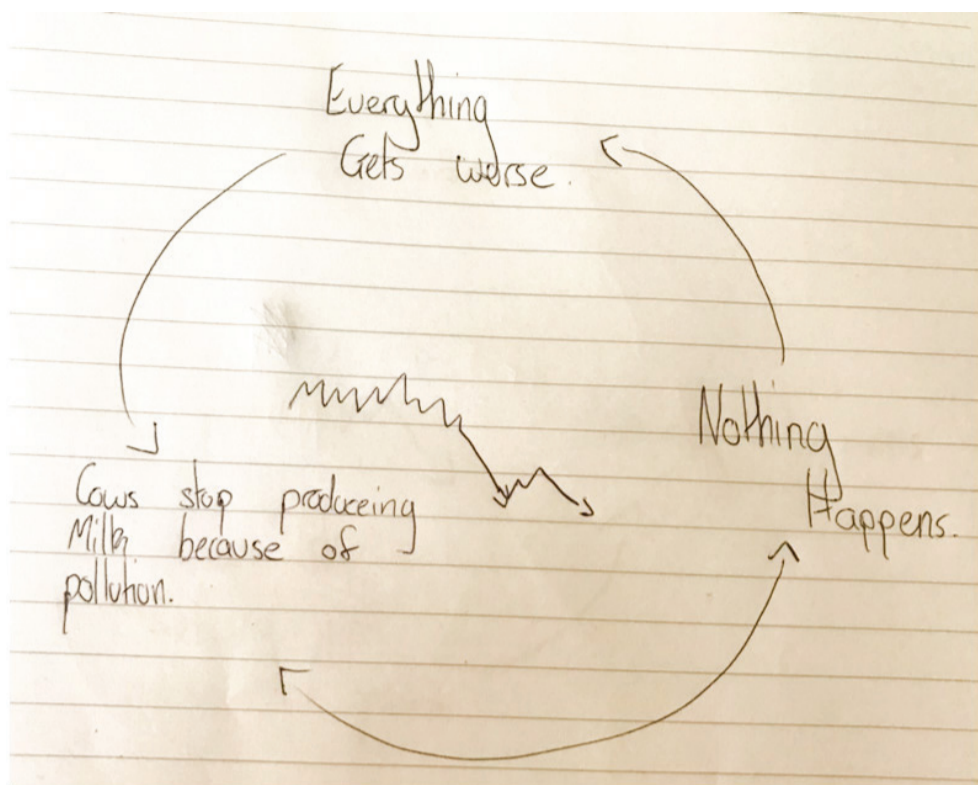 Everything
Gets worse.
Nothing
Happens.
Cows stop produceing
Milk because of
pollution.